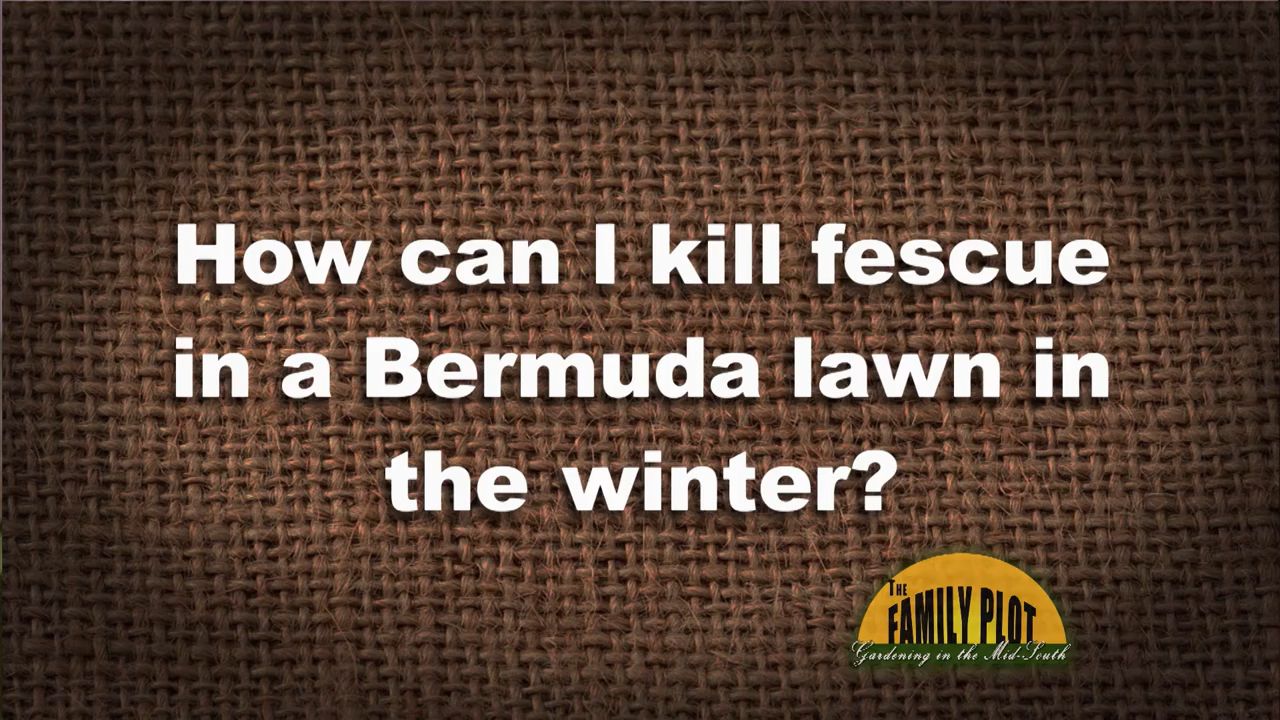 How can I kill fescue
in a Bermuda lawn in
the winter?
THE
FAMILY PLOT
Gardening in the Mid-South